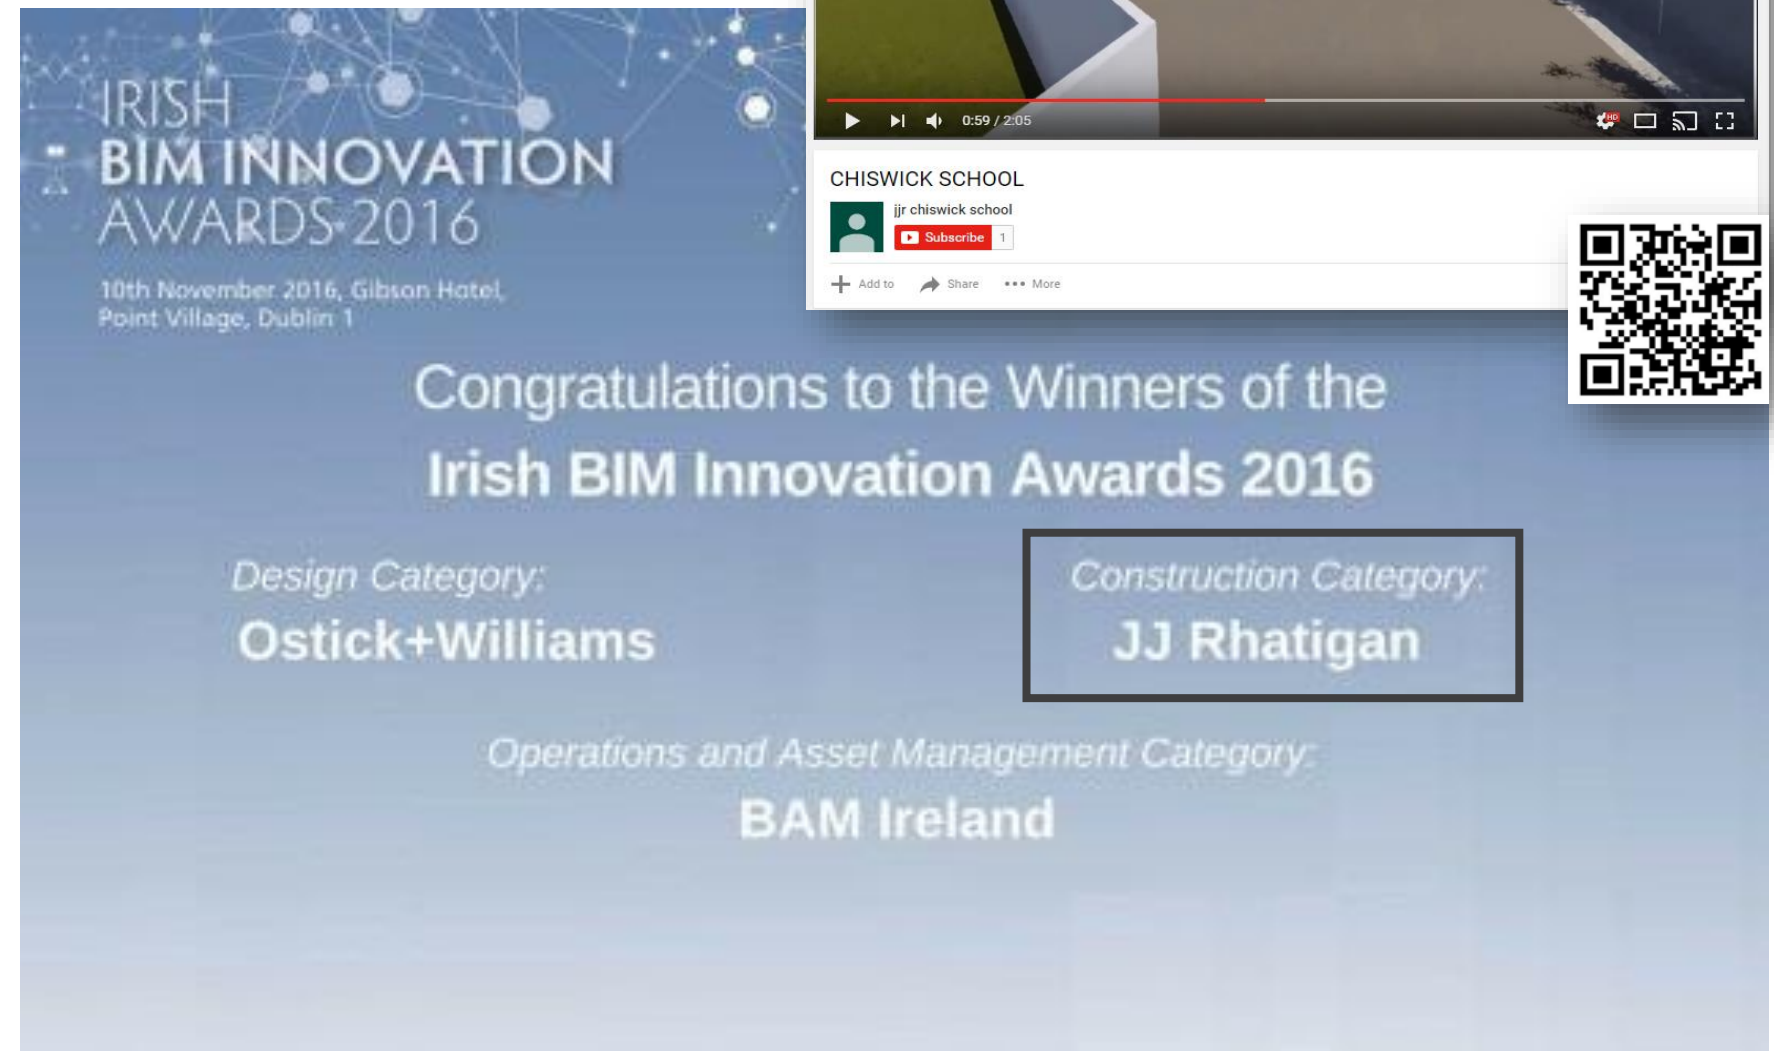 IRISH
BIM INNOVATION
AWARDS 2016
10th November 2016, Gibson Hotel,
Point Village, Dublin 1
0:59 / 2:05
HD
CHISWICK SCHOOL
jjr chiswick school
Subscribe 1
Add to Share More
Congratulations to the Winners of the
Irish BIM Innovation Awards 2016
Design Category:
Ostick+Williams
Construction Category:
JJ Rhatigan
Operations and Asset Management Category:
BAM Ireland